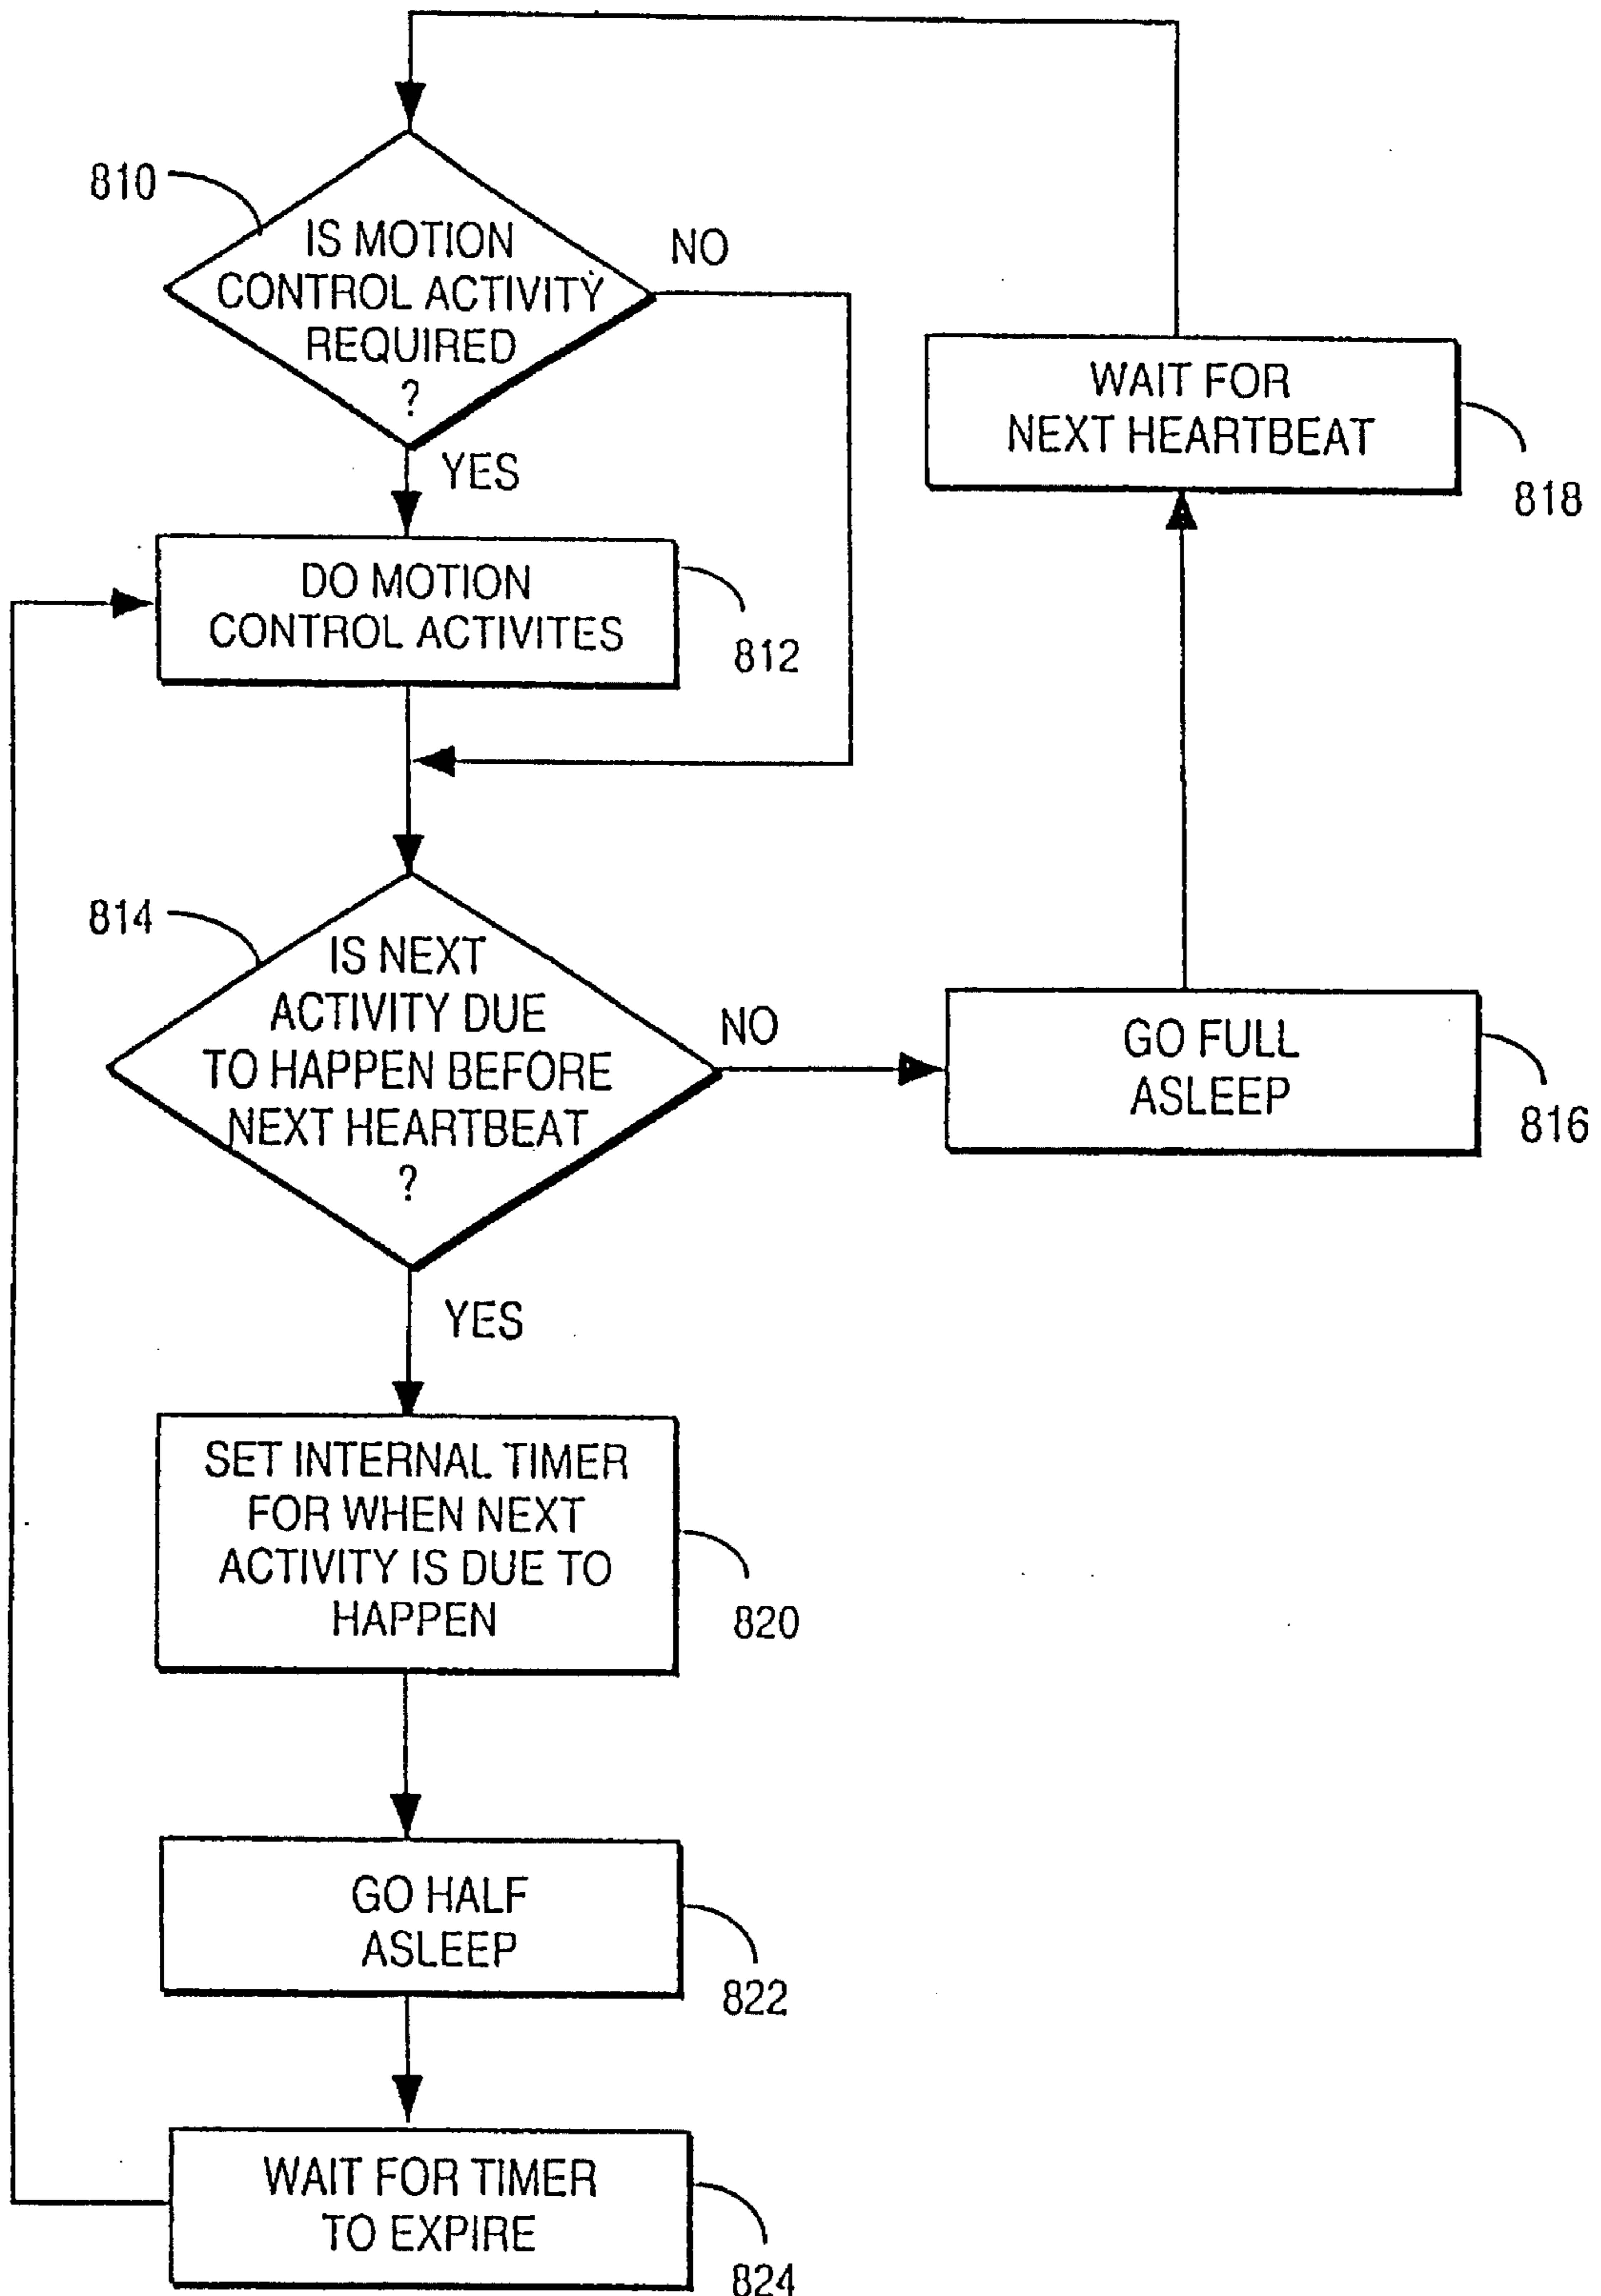 810
IS MOTION
CONTROL ACTIVITY
REQUIRED
?
NO
YES
WAIT FOR
NEXT HEARTBEAT
818
DO MOTION
CONTROL ACTIVITES
812
814
IS NEXT
ACTIVITY DUE
TO HAPPEN BEFORE
NEXT HEARTBEAT
?
NO
GO FULL
ASLEEP
816
YES
SET INTERNAL TIMER
FOR WHEN NEXT
ACTIVITY IS DUE TO
HAPPEN
820
GO HALF
ASLEEP
822
WAIT FOR TIMER
TO EXPIRE
824